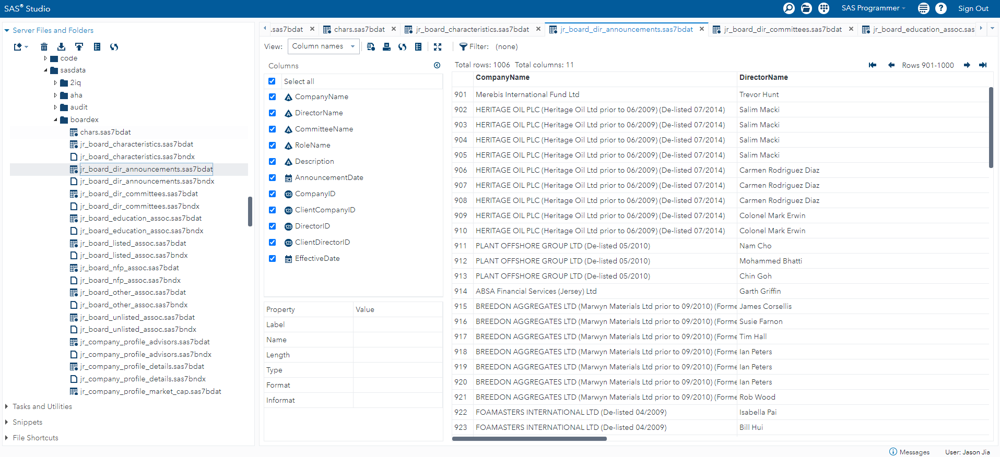 SAS® Studio
SAS Programmer
Sign Out
Server Files and Folders
code
sasdata
2iq
aha
audit
boardex
chars.sas7bdat
jr_board_characteristics.sas7bdat
jr_board_characteristics.sas7bndx
jr_board_dir_announcements.sas7bdat
jr_board_dir_announcements.sas7bndx
jr_board_dir_committees.sas7bdat
jr_board_dir_committees.sas7bndx
jr_board_education_assoc.sas7bdat
jr_board_education_assoc.sas7bndx
jr_board_listed_assoc.sas7bdat
jr_board_listed_assoc.sas7bndx
jr_board_nfp_assoc.sas7bdat
jr_board_nfp_assoc.sas7bndx
jr_board_other_assoc.sas7bdat
jr_board_other_assoc.sas7bndx
jr_board_unlisted_assoc.sas7bdat
jr_board_unlisted_assoc.sas7bndx
jr_company_profile_advisors.sas7bdat
jr_company_profile_advisors.sas7bndx
jr_company_profile_details.sas7bdat
jr_company_profile_details.sas7bndx
jr_company_profile_market_cap.sas7bdat
Tasks and Utilities
Snippets
File Shortcuts
.sas7bdat chars.sas7bdat jr_board_characteristics.sas7bdat jr_board_dir_announcements.sas7bdat jr_board_dir_committees.sas7bdat jr_board_education_assoc.sas
View: Column names Filter: (none)
Columns
Select all
CompanyName
DirectorName
CommitteeName
RoleName
Description
AnnouncementDate
CompanyID
ClientCompanyID
DirectorID
ClientDirectorID
EffectiveDate
Property Value
Label
Name
Length
Type
Format
Informat
Total rows: 1006 Total columns: 11 Rows 901-1000
CompanyName DirectorName
901 Merebis International Fund Ltd Trevor Hunt
902 HERITAGE OIL PLC (Heritage Oil Ltd prior to 06/2009) (De-listed 07/2014) Salim Macki
903 HERITAGE OIL PLC (Heritage Oil Ltd prior to 06/2009) (De-listed 07/2014) Salim Macki
904 HERITAGE OIL PLC (Heritage Oil Ltd prior to 06/2009) (De-listed 07/2014) Salim Macki
905 HERITAGE OIL PLC (Heritage Oil Ltd prior to 06/2009) (De-listed 07/2014) Salim Macki
906 HERITAGE OIL PLC (Heritage Oil Ltd prior to 06/2009) (De-listed 07/2014) Carmen Rodriguez Diaz
907 HERITAGE OIL PLC (Heritage Oil Ltd prior to 06/2009) (De-listed 07/2014) Carmen Rodriguez Diaz
908 HERITAGE OIL PLC (Heritage Oil Ltd prior to 06/2009) (De-listed 07/2014) Carmen Rodriguez Diaz
909 HERITAGE OIL PLC (Heritage Oil Ltd prior to 06/2009) (De-listed 07/2014) Colonel Mark Erwin
910 HERITAGE OIL PLC (Heritage Oil Ltd prior to 06/2009) (De-listed 07/2014) Colonel Mark Erwin
911 PLANT OFFSHORE GROUP LTD (De-listed 05/2010) Nam Cho
912 PLANT OFFSHORE GROUP LTD (De-listed 05/2010) Mohammed Bhatti
913 PLANT OFFSHORE GROUP LTD (De-listed 05/2010) Chin Goh
914 ABSA Financial Services (Jersey) Ltd Garth Griffin
915 BREEDON AGGREGATES LTD (Marwyn Materials Ltd prior to 09/2010) (Forme James Corsellis
916 BREEDON AGGREGATES LTD (Marwyn Materials Ltd prior to 09/2010) (Forme Susie Farnon
917 BREEDON AGGREGATES LTD (Marwyn Materials Ltd prior to 09/2010) (Forme Tim Hall
918 BREEDON AGGREGATES LTD (Marwyn Materials Ltd prior to 09/2010) (Forme Ian Peters
919 BREEDON AGGREGATES LTD (Marwyn Materials Ltd prior to 09/2010) (Forme Ian Peters
920 BREEDON AGGREGATES LTD (Marwyn Materials Ltd prior to 09/2010) (Forme Ian Peters
921 BREEDON AGGREGATES LTD (Marwyn Materials Ltd prior to 09/2010) (Forme Rob Wood
922 FOAMASTERS INTERNATIONAL LTD (De-listed 04/2009) Isabella Pai
923 FOAMASTERS INTERNATIONAL LTD (De-listed 04/2009) Bill Hui
Messages User: Jason Jia